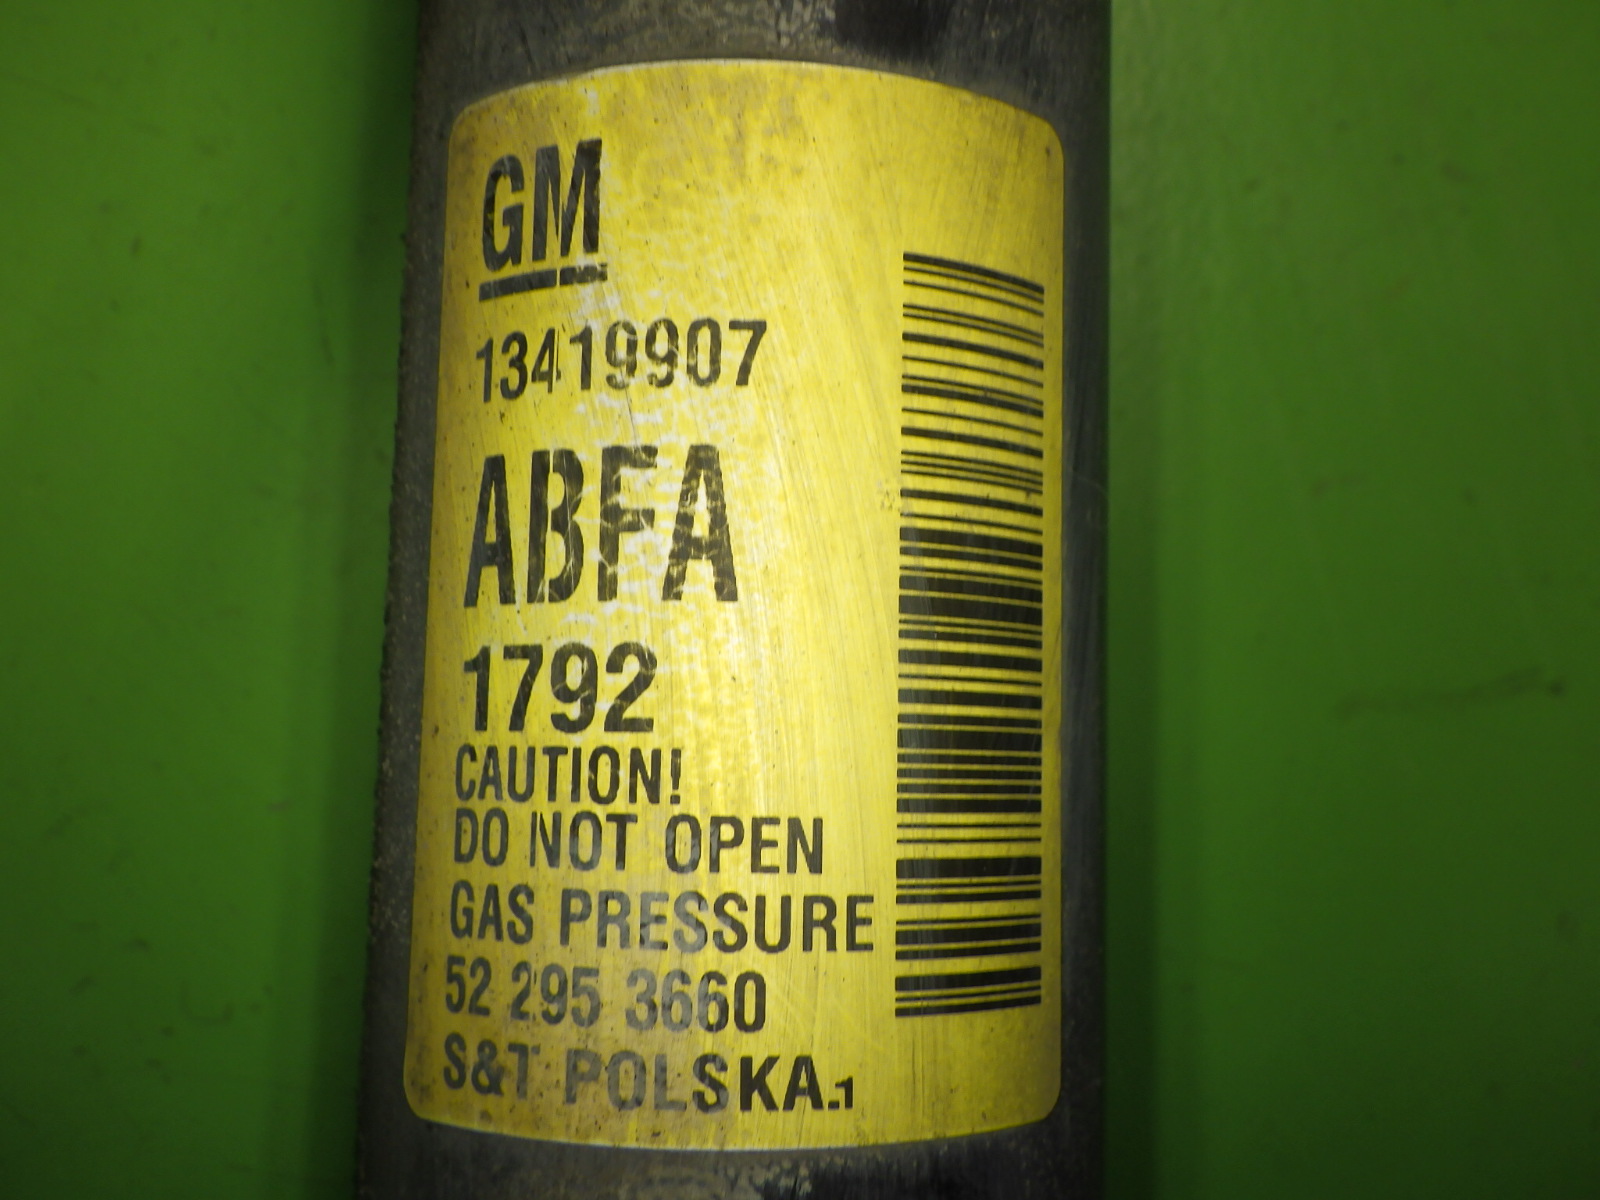 GM
13419907
ABFA
1792
CAUTION!
DO NOT OPEN
GAS PRESSURE
52 295 3660
S&T POLSKA.1